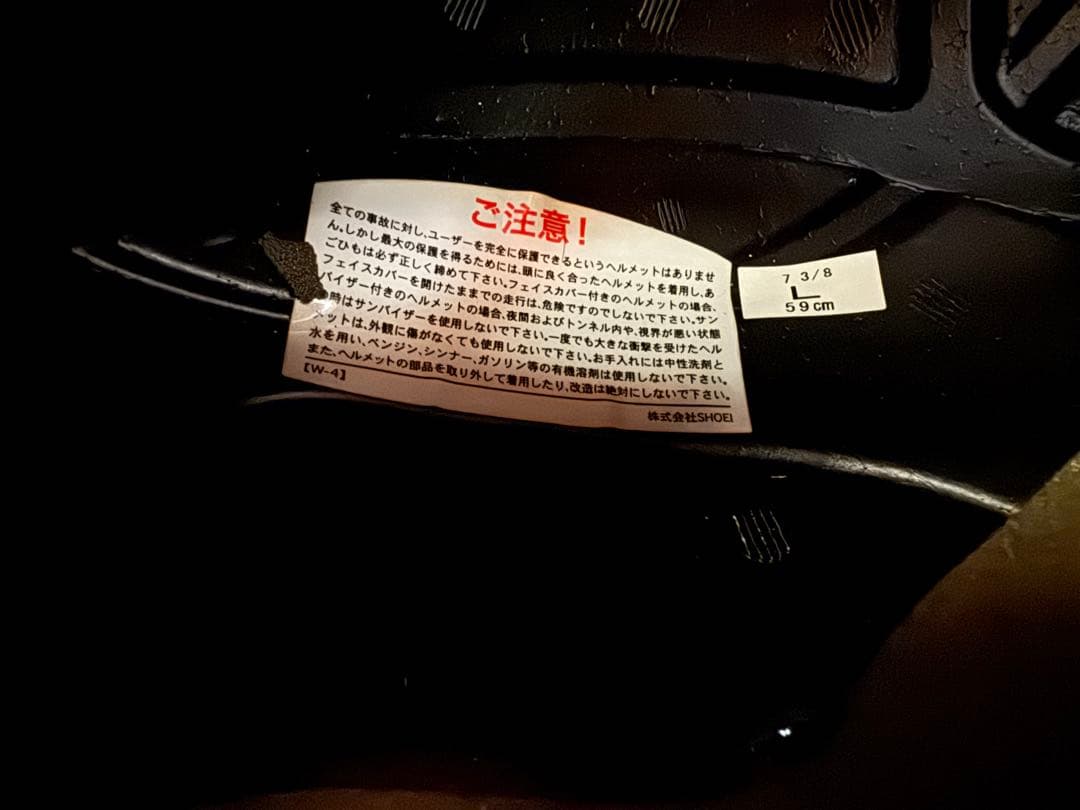 ご注意！
全ての事故に対し、ユーザーを完全に保護できるというヘルメットはありませ
ん。しかし最大の保護を得るためには、頭に良く合ったヘルメットを着用し、あ
ごひもは必ず正しく締めて下さい。フェイスカバー付きのヘルメットの場合、
フェイスカバーを開けたままでの走行は、危険ですのでしないで下さい。サン
バイザー付きのヘルメットの場合、夜間およびトンネル内や、視界が悪い状態
時はサンバイザーを使用しないで下さい。一度でも大きな衝撃を受けたヘル
メットは、外観に傷がなくても使用しないで下さい。お手入れには中性洗剤と
水を用い、ベンジン、シンナー、ガソリン等の有機溶剤は使用しないで下さい。
また、ヘルメットの部品を取り外して着用したり、改造は絶対にしないで下さい。
[W-4]
株式会社SHOEI
7 3/8
L
59cm